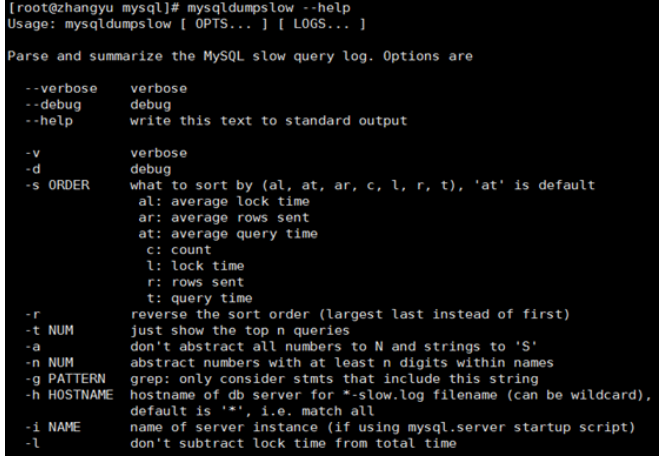 [root@zhangyu mysql]# mysqldumpslow --help
Usage: mysqldumpslow [ OPTS... ] [ LOGS... ]
Parse and summarize the MySQL slow query log. Options are
--verbose    verbose
--debug      debug
--help       write this text to standard output
-v           verbose
-d           debug
-s ORDER     what to sort by (al, at, ar, c, l, r, t), 'at' is default
al: average lock time
ar: average rows sent
at: average query time
c: count
l: lock time
r: rows sent
t: query time
-r           reverse the sort order (largest last instead of first)
-t NUM       just show the top n queries
-a           don't abstract all numbers to N and strings to 'S'
-n NUM       abstract numbers with at least n digits within names
-g PATTERN   grep: only consider stmts that include this string
-h HOSTNAME  hostname of db server for *-slow.log filename (can be wildcard),
default is '*', i.e. match all
-i NAME      name of server instance (if using mysql.server startup script)
-l           don't subtract lock time from total time